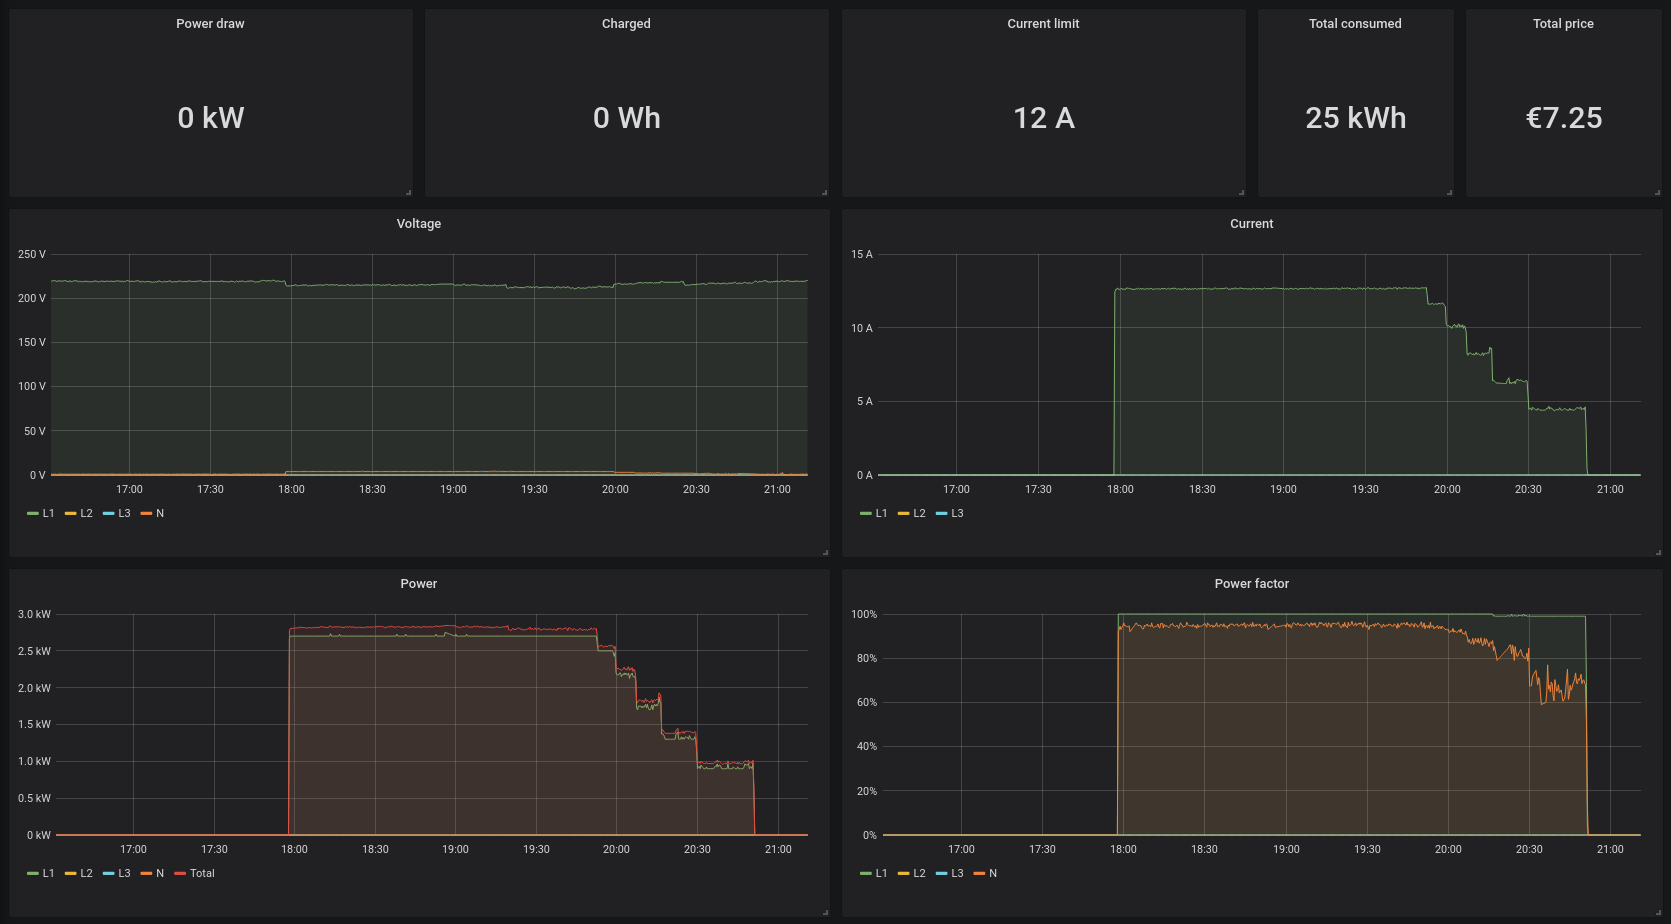 Power draw
0 kW
Charged
0 Wh
Current limit
12 A
Total consumed
25 kWh
Total price
€7.25
Voltage
250 V
200 V
150 V
100 V
50 V
0 V
17:00 17:30 18:00 18:30 19:00 19:30 20:00 20:30 21:00
L1 L2 L3 N
Current
15 A
10 A
5 A
0 A
17:00 17:30 18:00 18:30 19:00 19:30 20:00 20:30 21:00
L1 L2 L3
Power
3.0 kW
2.5 kW
2.0 kW
1.5 kW
1.0 kW
0.5 kW
0 kW
17:00 17:30 18:00 18:30 19:00 19:30 20:00 20:30 21:00
L1 L2 L3 N Total
Power factor
100%
80%
60%
40%
20%
0%
17:00 17:30 18:00 18:30 19:00 19:30 20:00 20:30 21:00
L1 L2 L3 N